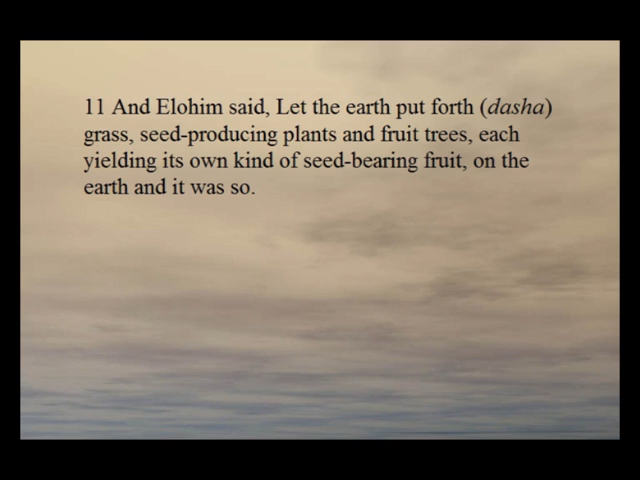 11 And Elohim said, Let the earth put forth (dasha)
grass, seed-producing plants and fruit trees, each
yielding its own kind of seed-bearing fruit, on the
earth and it was so.